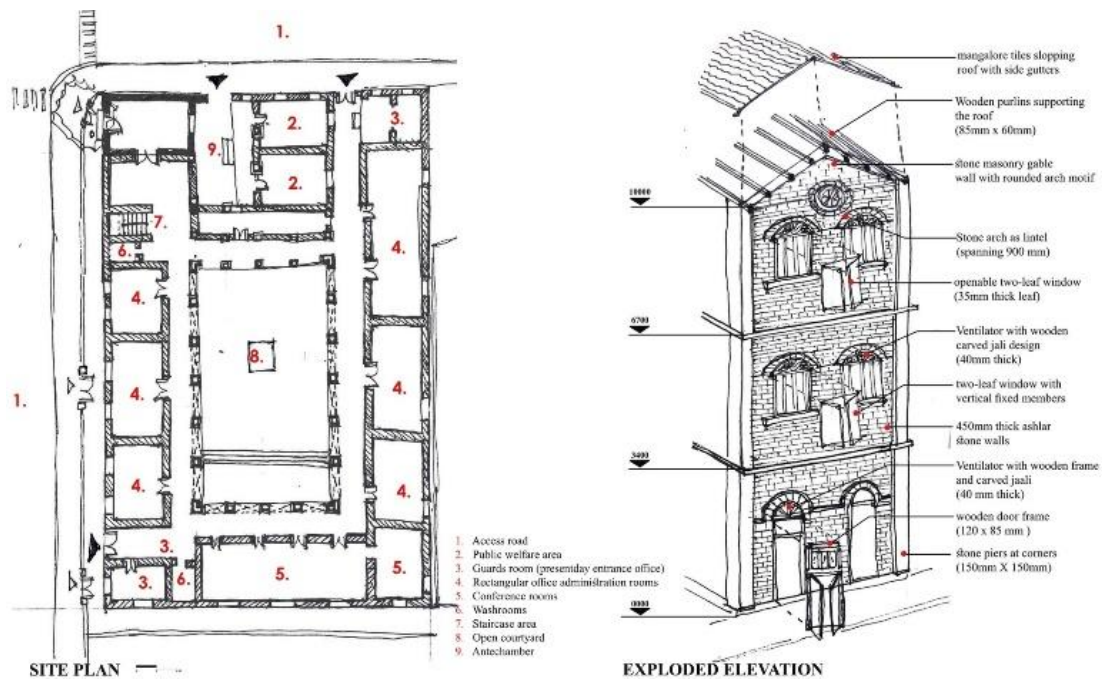 1.
2.
3.
9.
2.
7.
6.
4.
4.
8.
1.
4.
4.
4.
4.
3.
5.
5.
3.
6.
1. Access road
2. Public welfare area
3. Guards room (presentday entrance office)
4. Rectangular office administration rooms
5. Conference rooms
6. Washrooms
7. Staircase area
8. Open courtyard
9. Antechamber
SITE PLAN
mangalore tiles slopping
roof with side gutters
Wooden purlins supporting
the roof
(85mm x 60mm)
stone masonry gable
wall with rounded arch motif
10000
Stone arch as lintel
(spanning 900 mm)
openable two-leaf window
(35mm thick leaf)
6700
Ventilator with wooden
carved jali design
(40mm thick)
two-leaf window with
vertical fixed members
450mm thick ashlar
stone walls
3400
Ventilator with wooden frame
and carved jaali
(40 mm thick)
wooden door frame
(120 x 85 mm )
stone piers at corners
(150mm X 150mm)
0000
EXPLODED ELEVATION